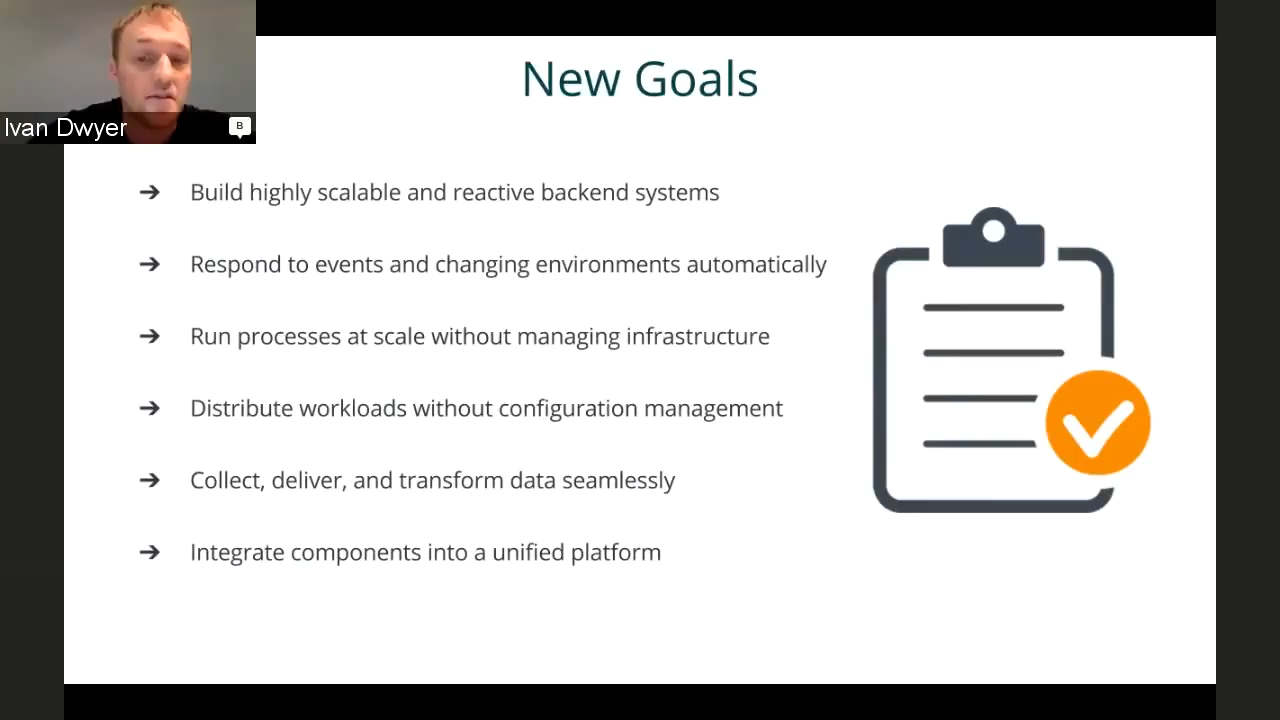 New Goals
Ivan Dwyer
B
➔ Build highly scalable and reactive backend systems
➔ Respond to events and changing environments automatically
➔ Run processes at scale without managing infrastructure
➔ Distribute workloads without configuration management
➔ Collect, deliver, and transform data seamlessly
➔ Integrate components into a unified platform